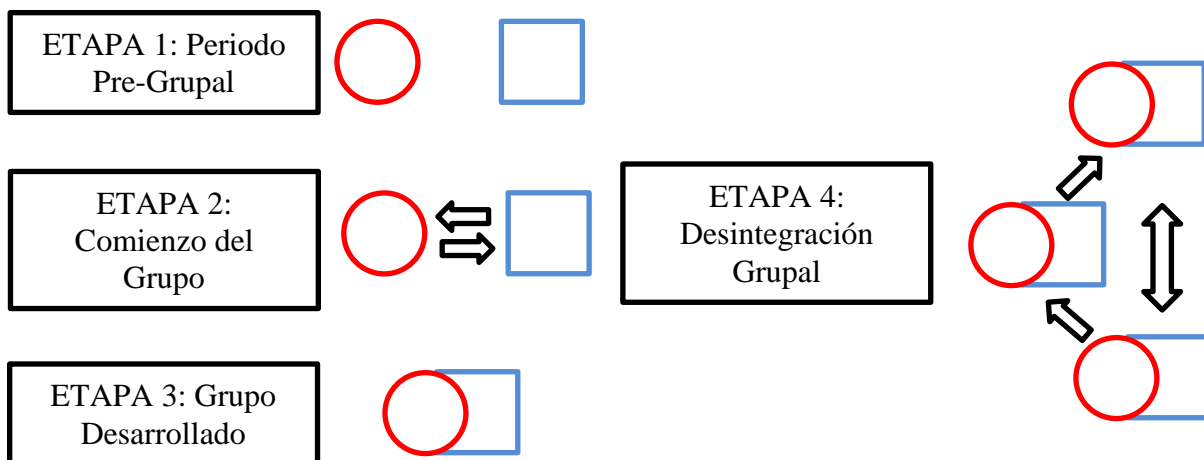 ETAPA 1: Periodo
Pre-Grupal
ETAPA 2:
Comienzo del
Grupo
ETAPA 3: Grupo
Desarrollado
ETAPA 4:
Desintegración
Grupal